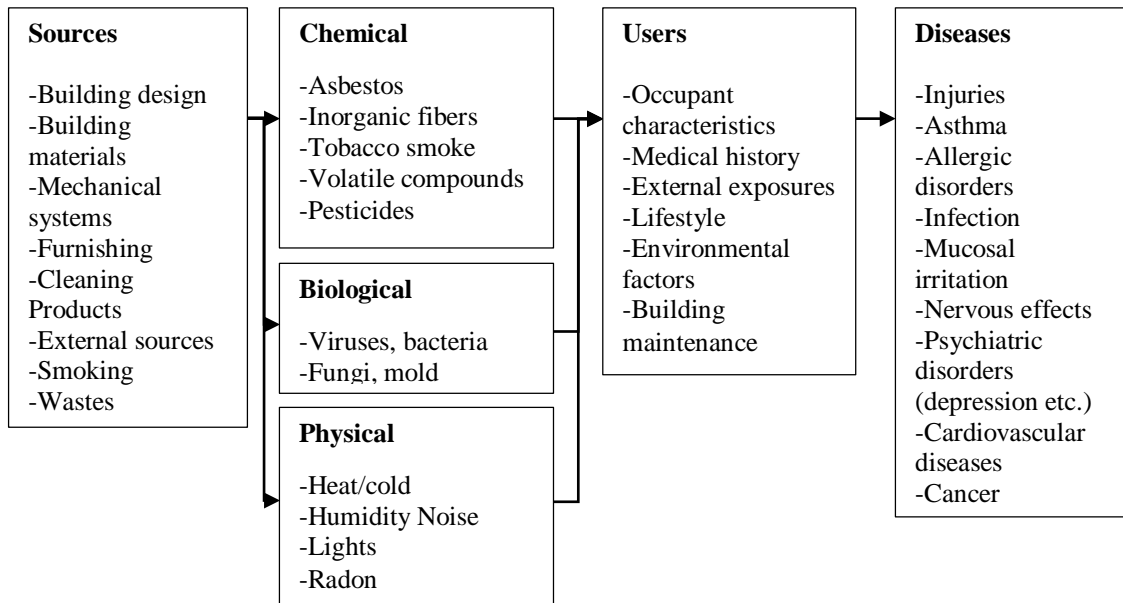 Sources
-Building design
-Building
materials
-Mechanical
systems
-Furnishing
-Cleaning
Products
-External sources
-Smoking
-Wastes
Chemical
-Asbestos
-Inorganic fibers
-Tobacco smoke
-Volatile compounds
-Pesticides
Biological
-Viruses, bacteria
-Fungi, mold
Physical
-Heat/cold
-Humidity Noise
-Lights
-Radon
Users
-Occupant
characteristics
-Medical history
-External exposures
-Lifestyle
-Environmental
factors
-Building
maintenance
Diseases
-Injuries
-Asthma
-Allergic
disorders
-Infection
-Mucosal
irritation
-Nervous effects
-Psychiatric
disorders
(depression etc.)
-Cardiovascular
diseases
-Cancer